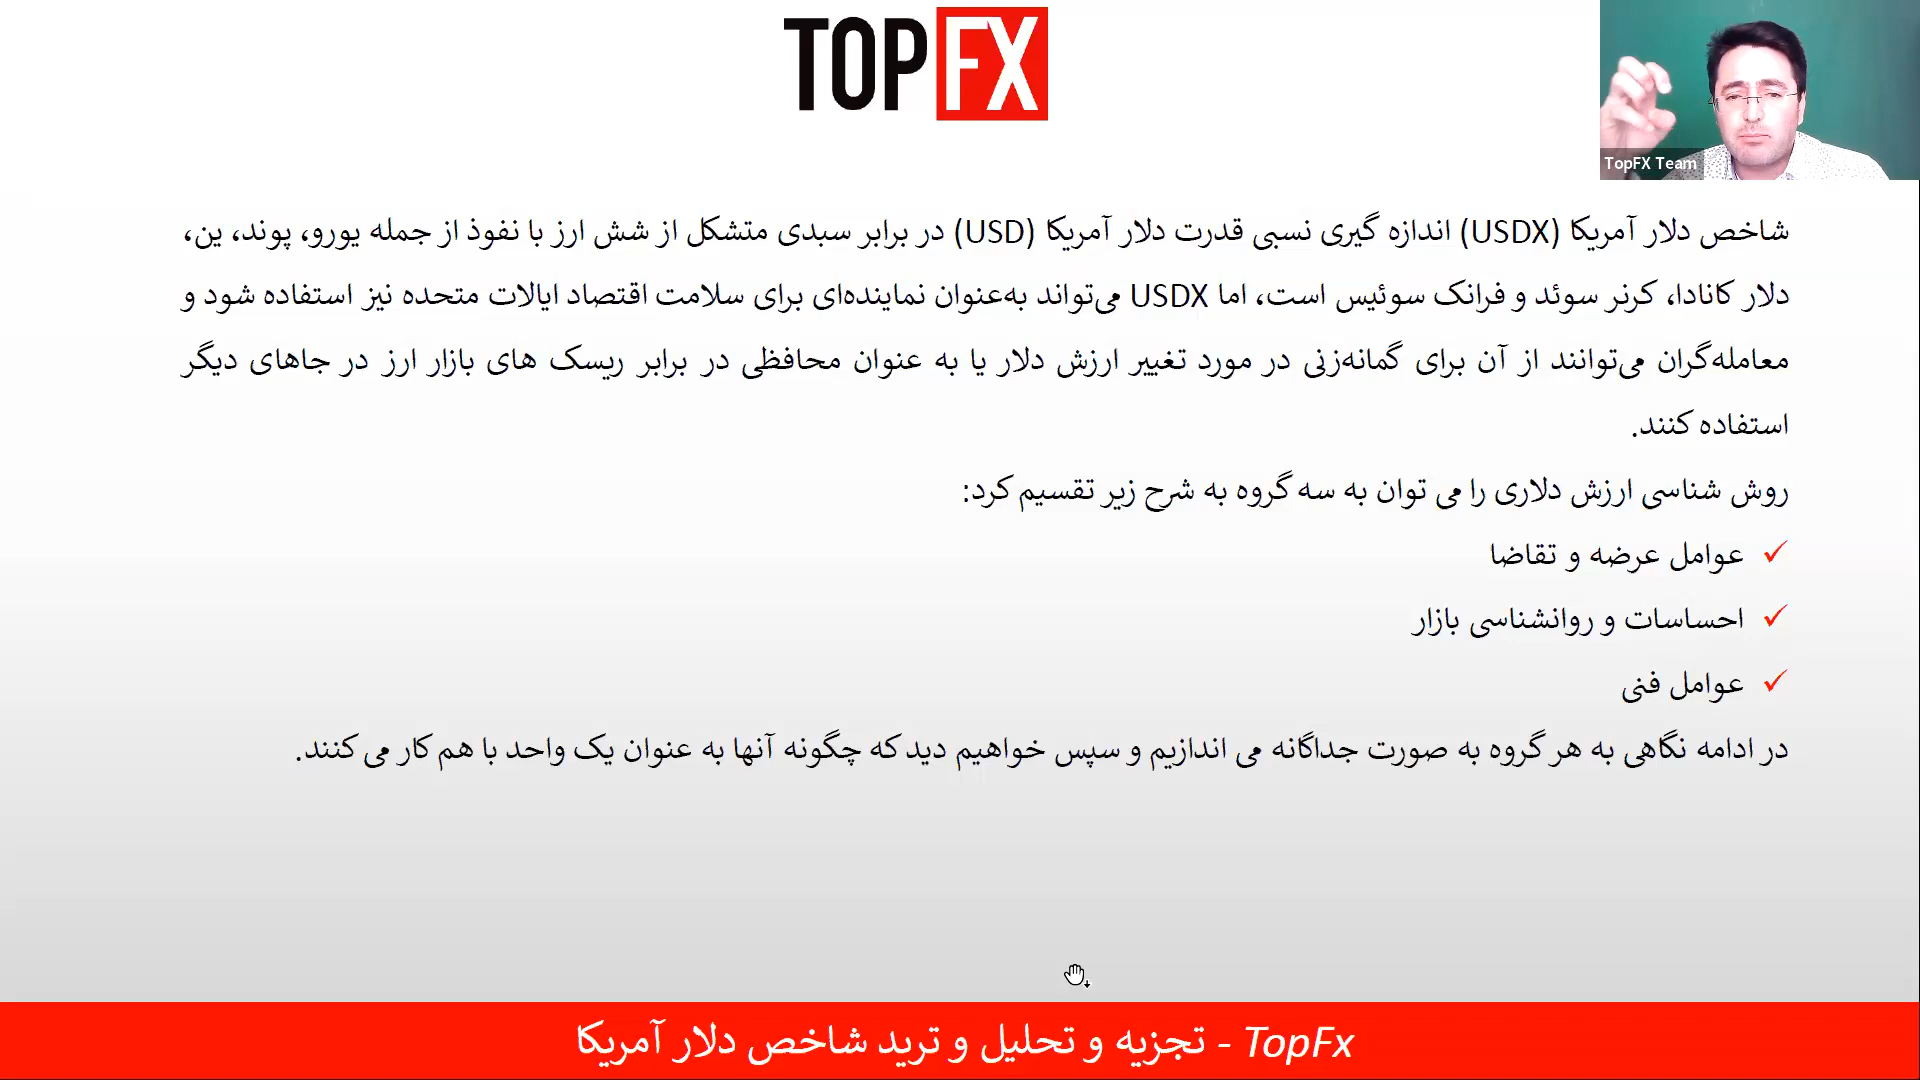 TOPFX
TopFX Team
شاخص دلار آمریکا (USDX) اندازه گیری نسبی قدرت دلار آمریکا (USD) در برابر سبدی متشکل از شش ارز با نفوذ از جمله یورو، پوند، ین،
دلار کانادا، کرنر سوئد و فرانک سوئیس است، اما USDX می‌تواند به‌عنوان نماینده‌ای برای سلامت اقتصاد ایالات متحده نیز استفاده شود و
معامله‌گران می‌توانند از آن برای گمانه‌زنی در مورد تغییر ارزش دلار یا به عنوان محافظی در برابر ریسک های بازار ارز در جاهای دیگر
استفاده کنند.
روش شناسی ارزش دلاری را می توان به سه گروه به شرح زیر تقسیم کرد:
✓ عوامل عرضه و تقاضا
✓ احساسات و روانشناسی بازار
✓ عوامل فنی
در ادامه نگاهی به هر گروه به صورت جداگانه می اندازیم و سپس خواهیم دید که چگونه آنها به عنوان یک واحد با هم کار می کنند.
TopFx - تجزیه و تحلیل و ترید شاخص دلار آمریکا